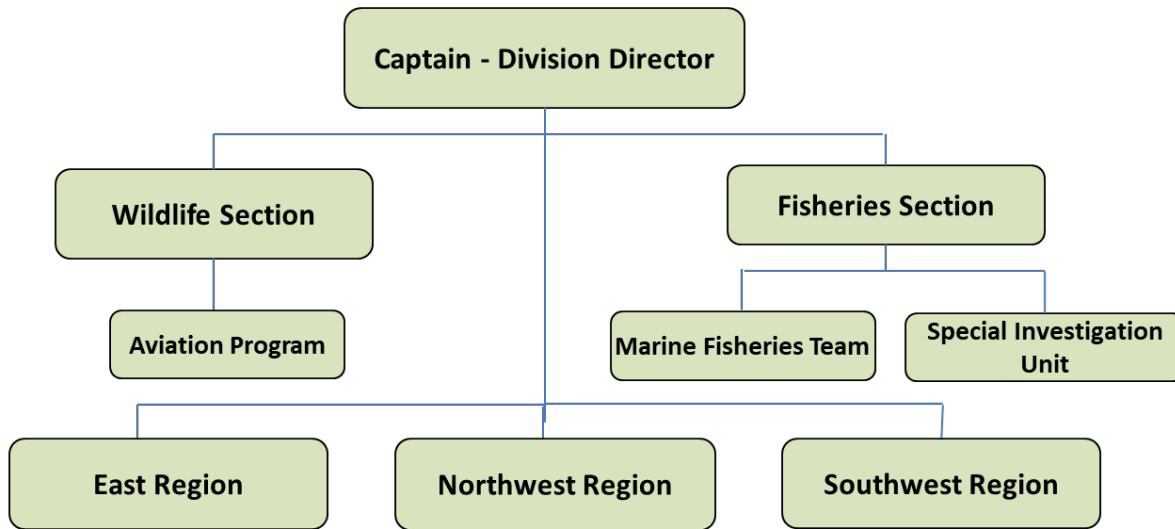 Captain - Division Director
Wildlife Section
Fisheries Section
Aviation Program
Marine Fisheries Team
Special Investigation
Unit
East Region
Northwest Region
Southwest Region